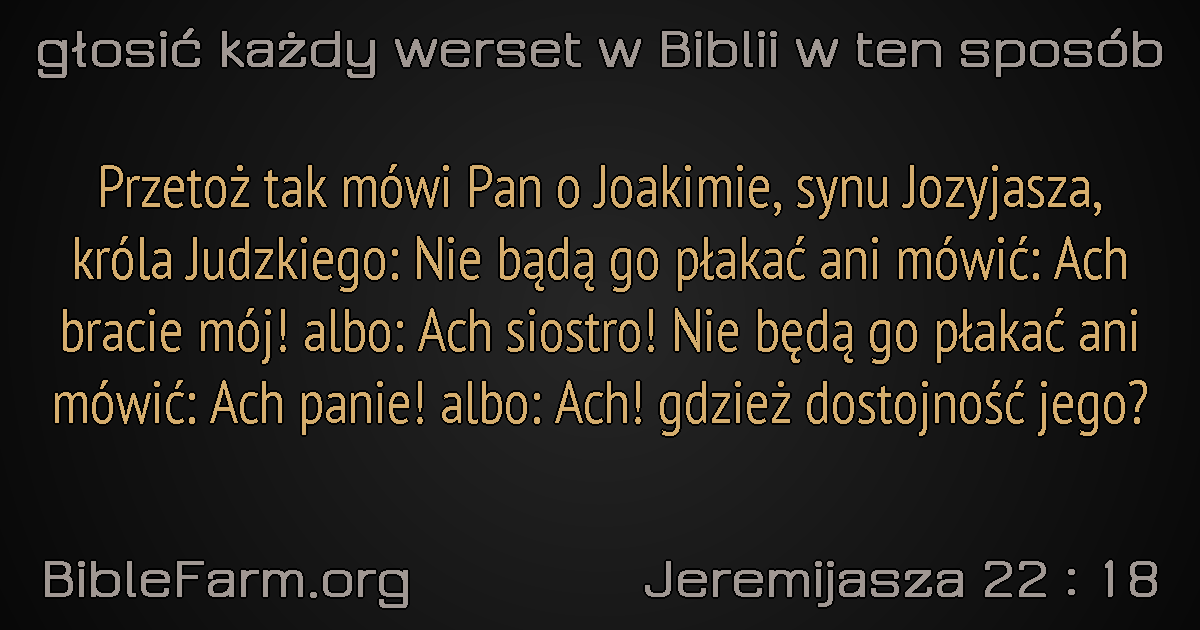 głosić każdy werset w Biblii w ten sposób
Przetoż tak mówi Pan o Joakimie, synu Jozyjasza,
króla Judzkiego: Nie bądą go płakać ani mówić: Ach
bracie mój! albo: Ach siostro! Nie będą go płakać ani
mówić: Ach panie! albo: Ach! gdzież dostojność jego?
BibleFarm.org
Jeremijasza 22 : 18